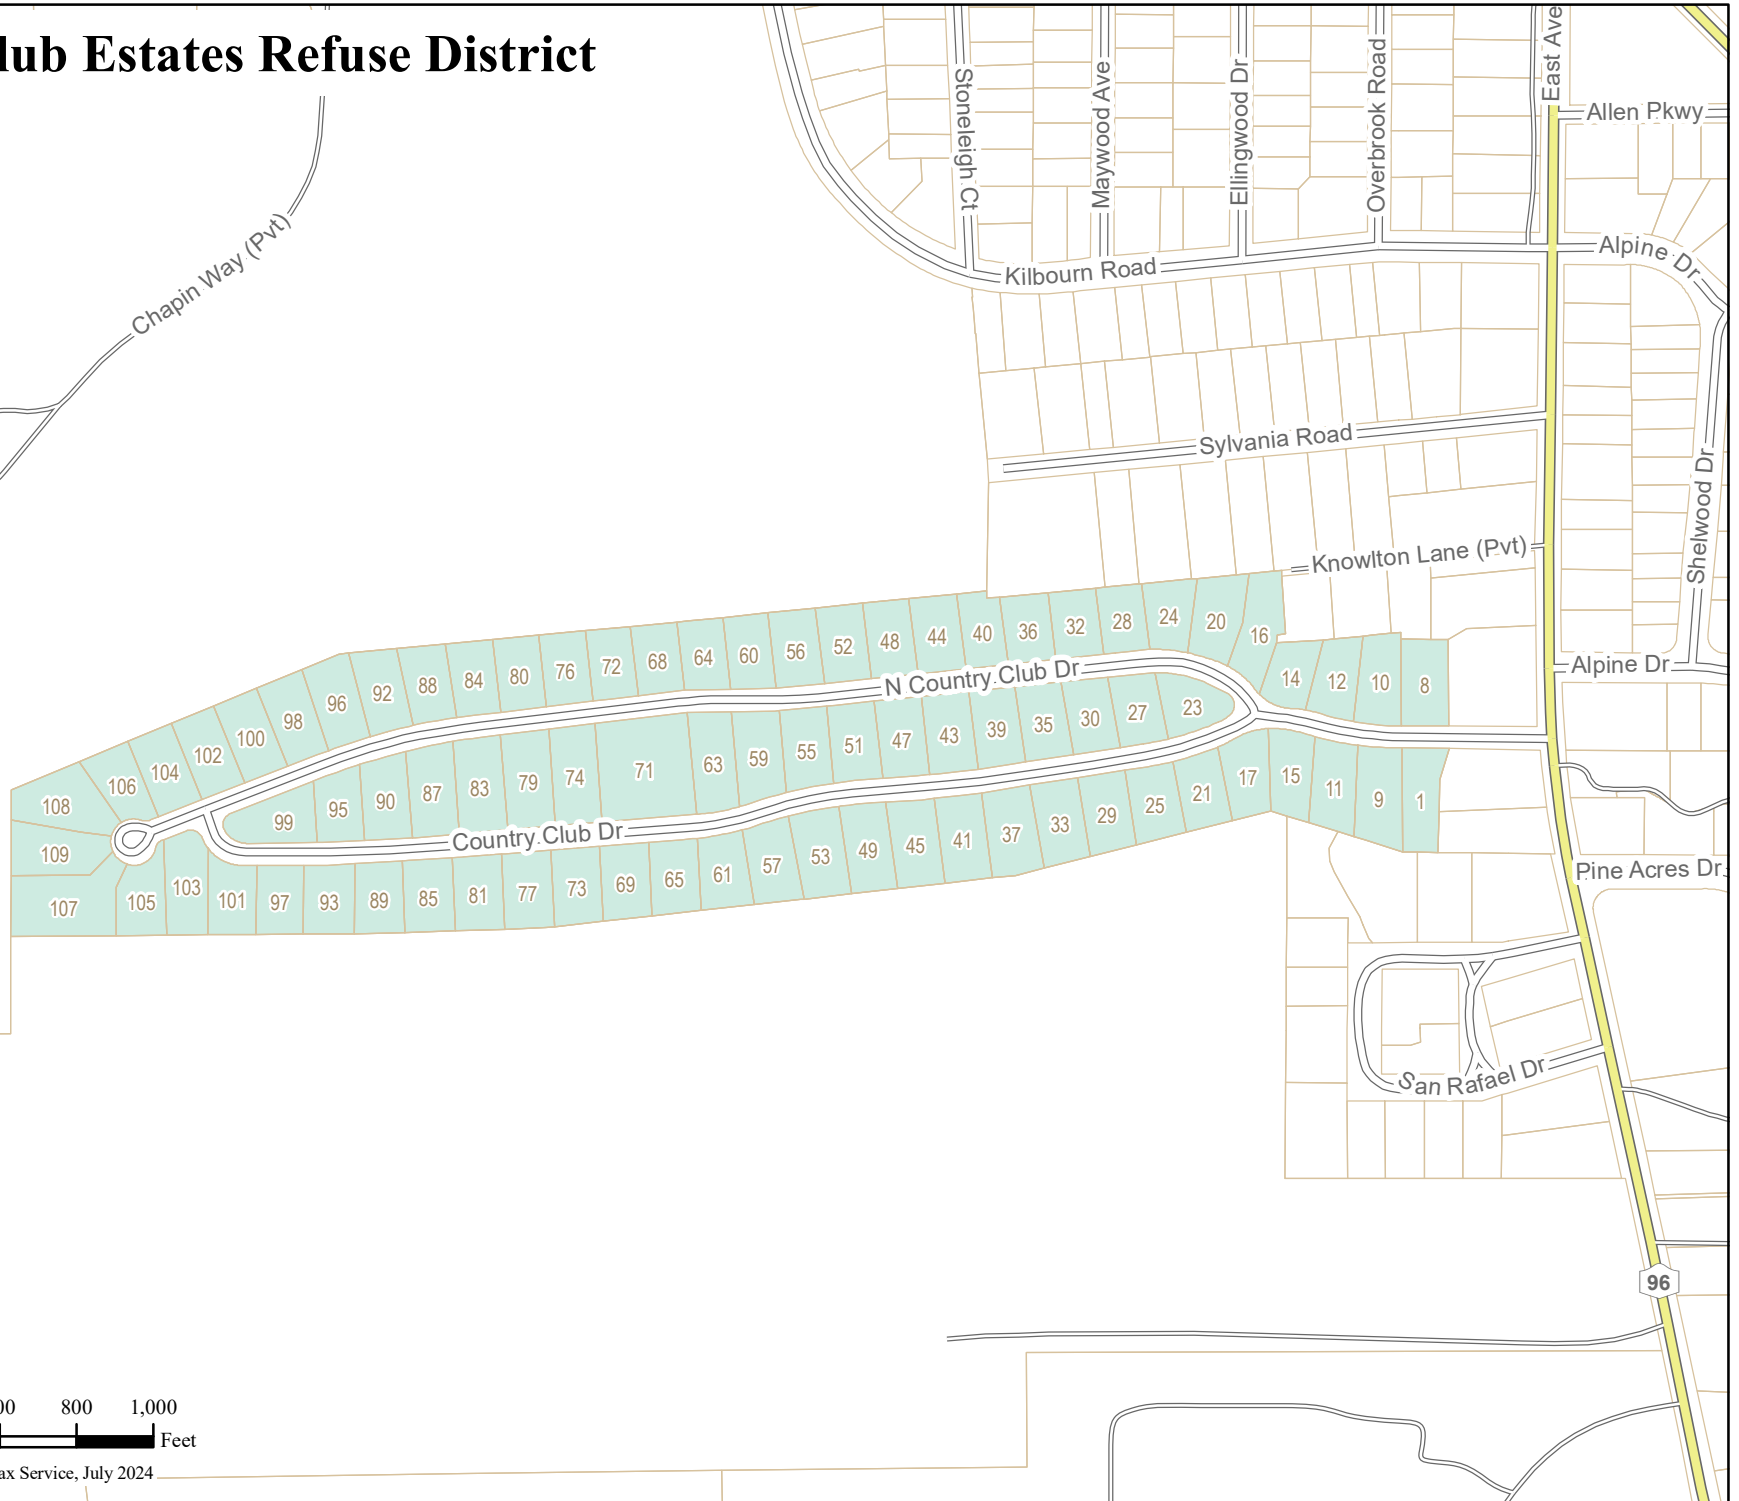 lub Estates Refuse District
East Ave
Allen Pkwy
Stoneleigh Ct
Maywood Ave
Ellingwood Dr
Overbrook Road
Chapin Way (Pvt)
Alpine Dr
Kilbourn Road
Sylvania Road
Shelwood Dr
Knowlton Lane (Pvt)
Alpine Dr
N Country Club Dr
108 106 104 102 100 98 96 92 88 84 80 76 72 68 64 60 56 52 48 44 40 36 32 28 24 20 16 14 12 10 8
99 95 90 87 83 79 74 71 63 59 55 51 47 43 39 35 30 27 23
Country Club Dr
109 107 105 103 101 97 93 89 85 81 77 73 69 65 61 57 53 49 45 41 37 33 29 25 21 17 15 11 9 1
Pine Acres Dr
San Rafael Dr
96
00 800 1,000
Feet
ax Service, July 2024